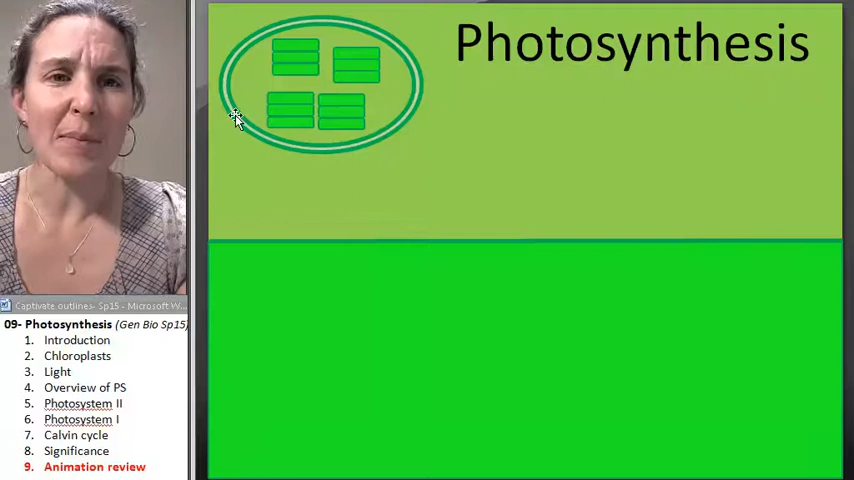 Photosynthesis
Captivate outlines- Sp15 - Microsoft W...
09- Photosynthesis (Gen Bio Sp15)
1. Introduction
2. Chloroplasts
3. Light
4. Overview of PS
5. Photosystem II
6. Photosystem I
7. Calvin cycle
8. Significance
9. Animation review